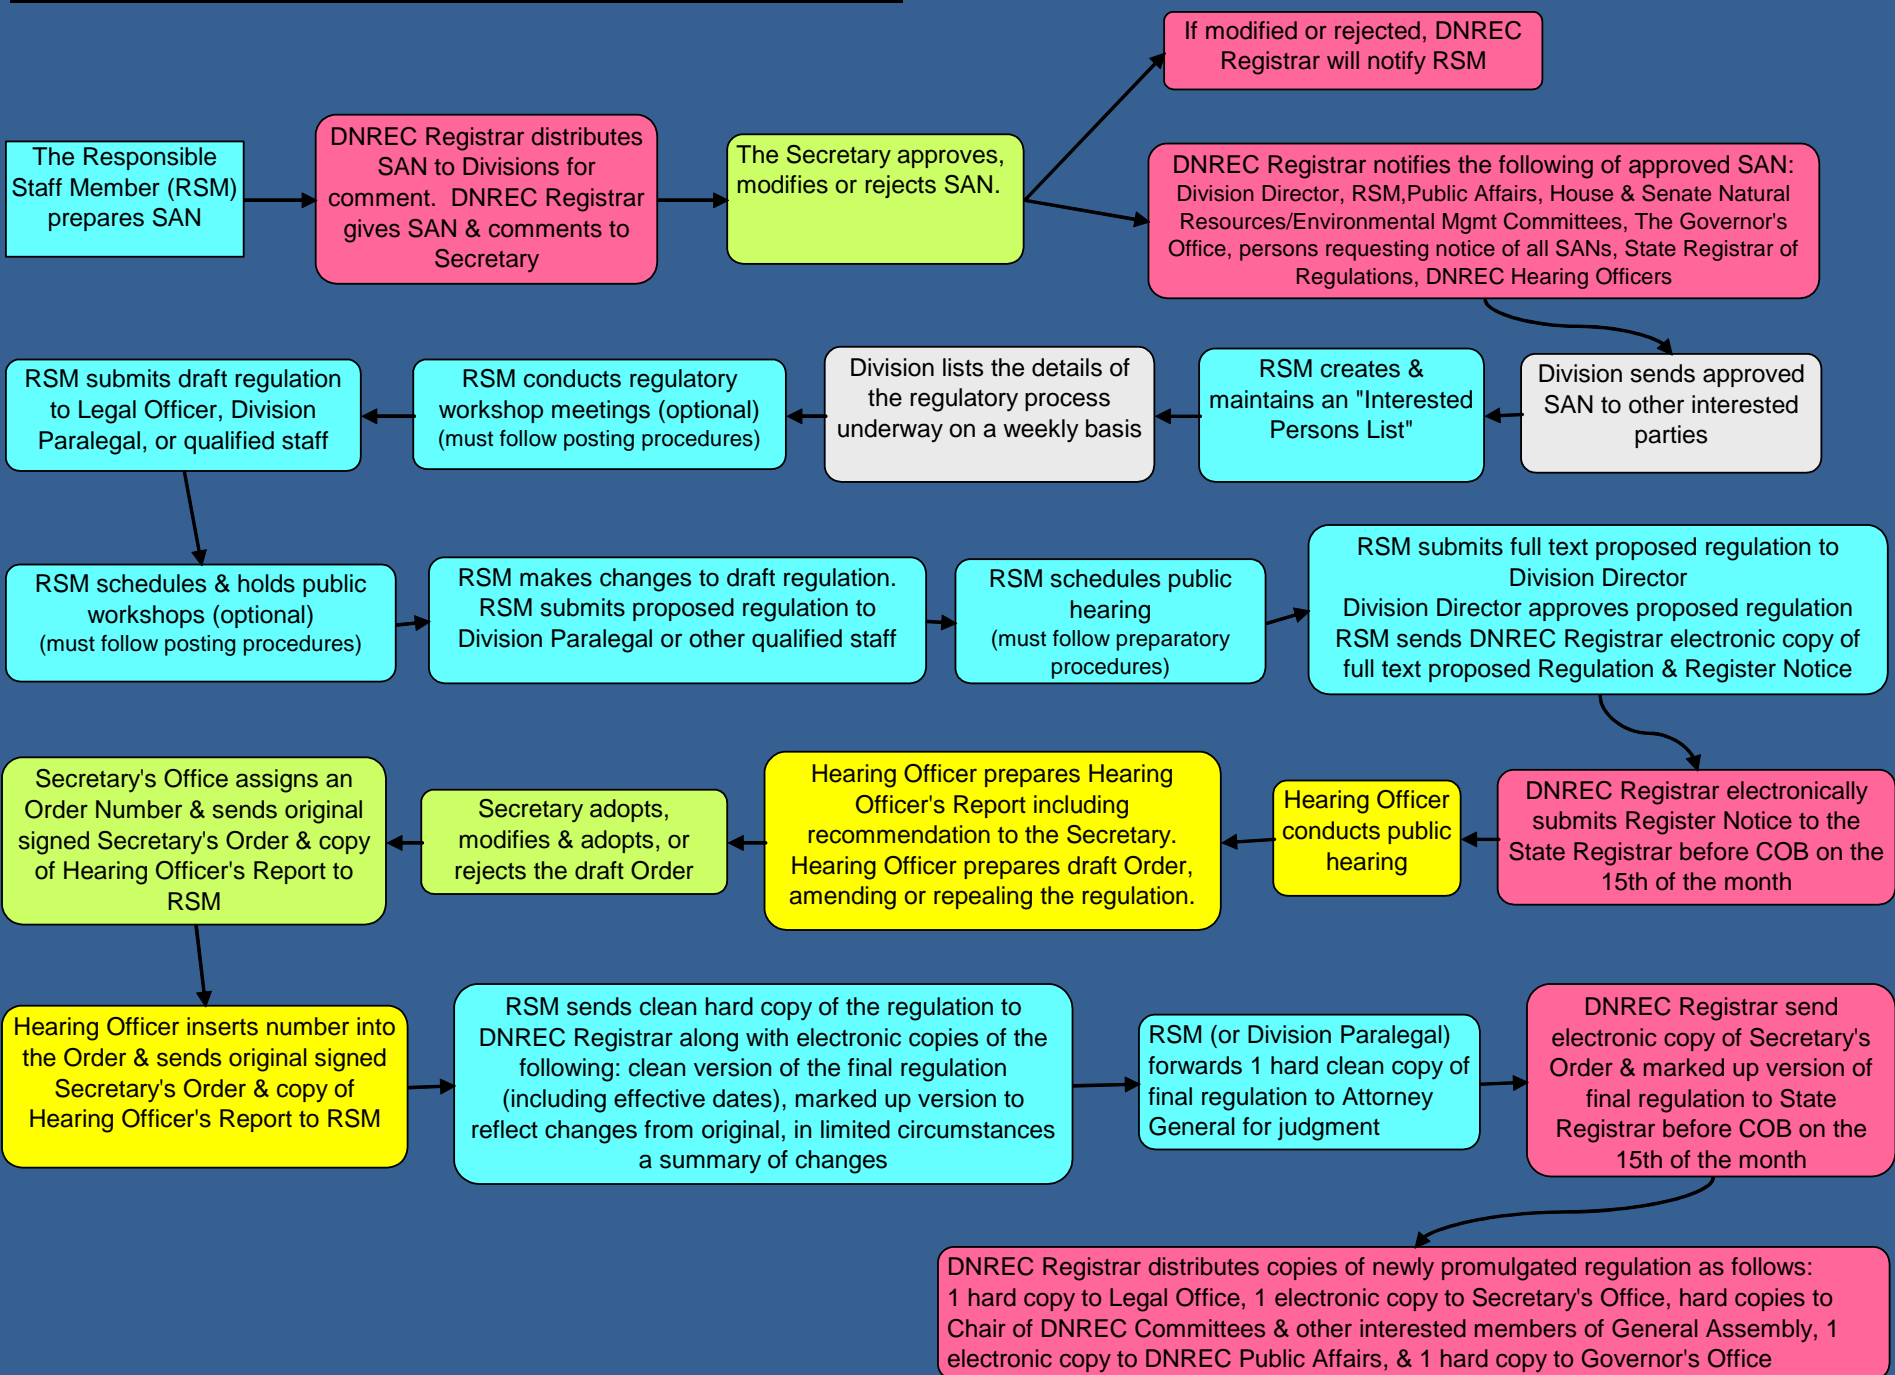 If modified or rejected, DNREC
Registrar will notify RSM
The Responsible
Staff Member (RSM)
prepares SAN
DNREC Registrar distributes
SAN to Divisions for
comment.  DNREC Registrar
gives SAN & comments to
Secretary
The Secretary approves,
modifies or rejects SAN.
DNREC Registrar notifies the following of approved SAN:
Division Director, RSM,Public Affairs, House & Senate Natural
Resources/Environmental Mgmt Committees, The Governor's
Office, persons requesting notice of all SANs, State Registrar of
Regulations, DNREC Hearing Officers
Division sends approved
SAN to other interested
parties
RSM creates &
maintains an "Interested
Persons List"
Division lists the details of
the regulatory process
underway on a weekly basis
RSM conducts regulatory
workshop meetings (optional)
(must follow posting procedures)
RSM submits draft regulation
to Legal Officer, Division
Paralegal, or qualified staff
RSM schedules & holds public
workshops (optional)
(must follow posting procedures)
RSM makes changes to draft regulation.
RSM submits proposed regulation to
Division Paralegal or other qualified staff
RSM schedules public
hearing
(must follow preparatory
procedures)
RSM submits full text proposed regulation to
Division Director
Division Director approves proposed regulation
RSM sends DNREC Registrar electronic copy of
full text proposed Regulation & Register Notice
DNREC Registrar electronically
submits Register Notice to the
State Registrar before COB on the
15th of the month
Hearing Officer
conducts public
hearing
Hearing Officer prepares Hearing
Officer's Report including
recommendation to the Secretary.
Hearing Officer prepares draft Order,
amending or repealing the regulation.
Secretary adopts,
modifies & adopts, or
rejects the draft Order
Secretary's Office assigns an
Order Number & sends original
signed Secretary's Order & copy
of Hearing Officer's Report to
RSM
Hearing Officer inserts number into
the Order & sends original signed
Secretary's Order & copy of
Hearing Officer's Report to RSM
RSM sends clean hard copy of the regulation to
DNREC Registrar along with electronic copies of the
following: clean version of the final regulation
(including effective dates), marked up version to
reflect changes from original, in limited circumstances
a summary of changes
RSM (or Division Paralegal)
forwards 1 hard clean copy of
final regulation to Attorney
General for judgment
DNREC Registrar send
electronic copy of Secretary's
Order & marked up version of
final regulation to State
Registrar before COB on the
15th of the month
DNREC Registrar distributes copies of newly promulgated regulation as follows:
1 hard copy to Legal Office, 1 electronic copy to Secretary's Office, hard copies to
Chair of DNREC Committees & other interested members of General Assembly, 1
electronic copy to DNREC Public Affairs, & 1 hard copy to Governor's Office